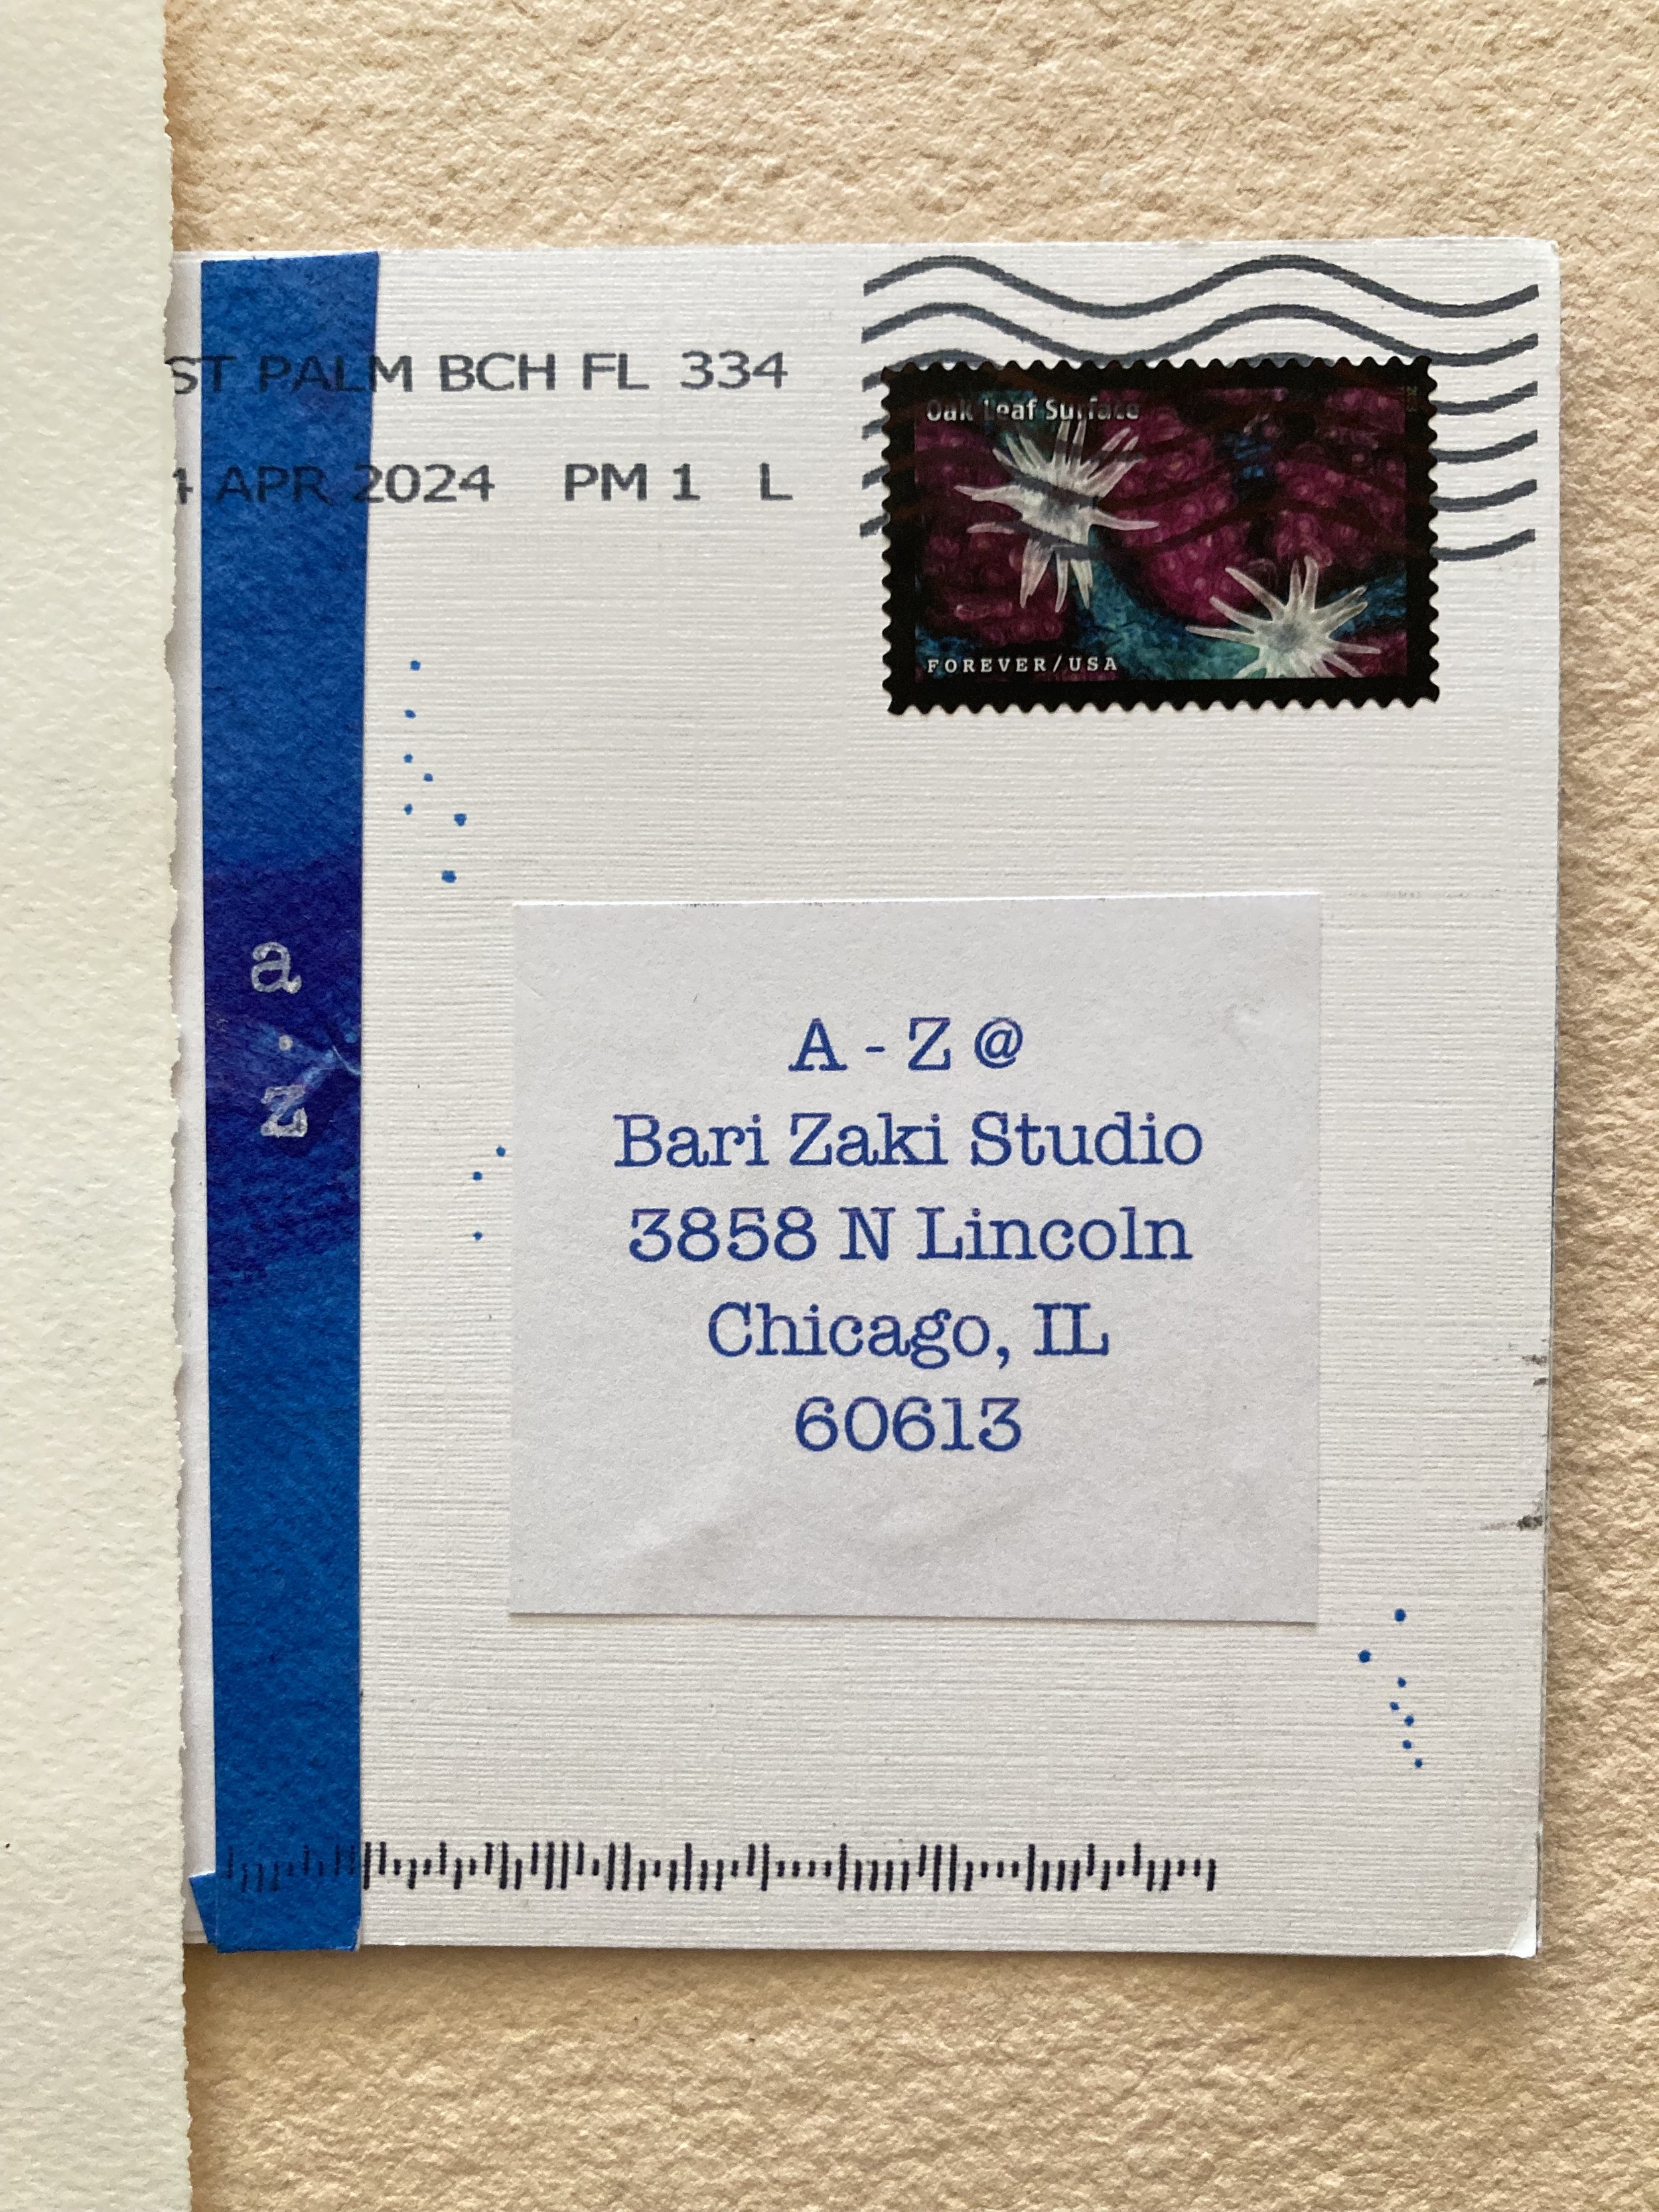 ST PALM BCH FL 334
APR 2024 PM 1 L
Oak Leaf Surface
FOREVER/USA
a
.
z
A - Z @
Bari Zaki Studio
3858 N Lincoln
Chicago, IL
60613